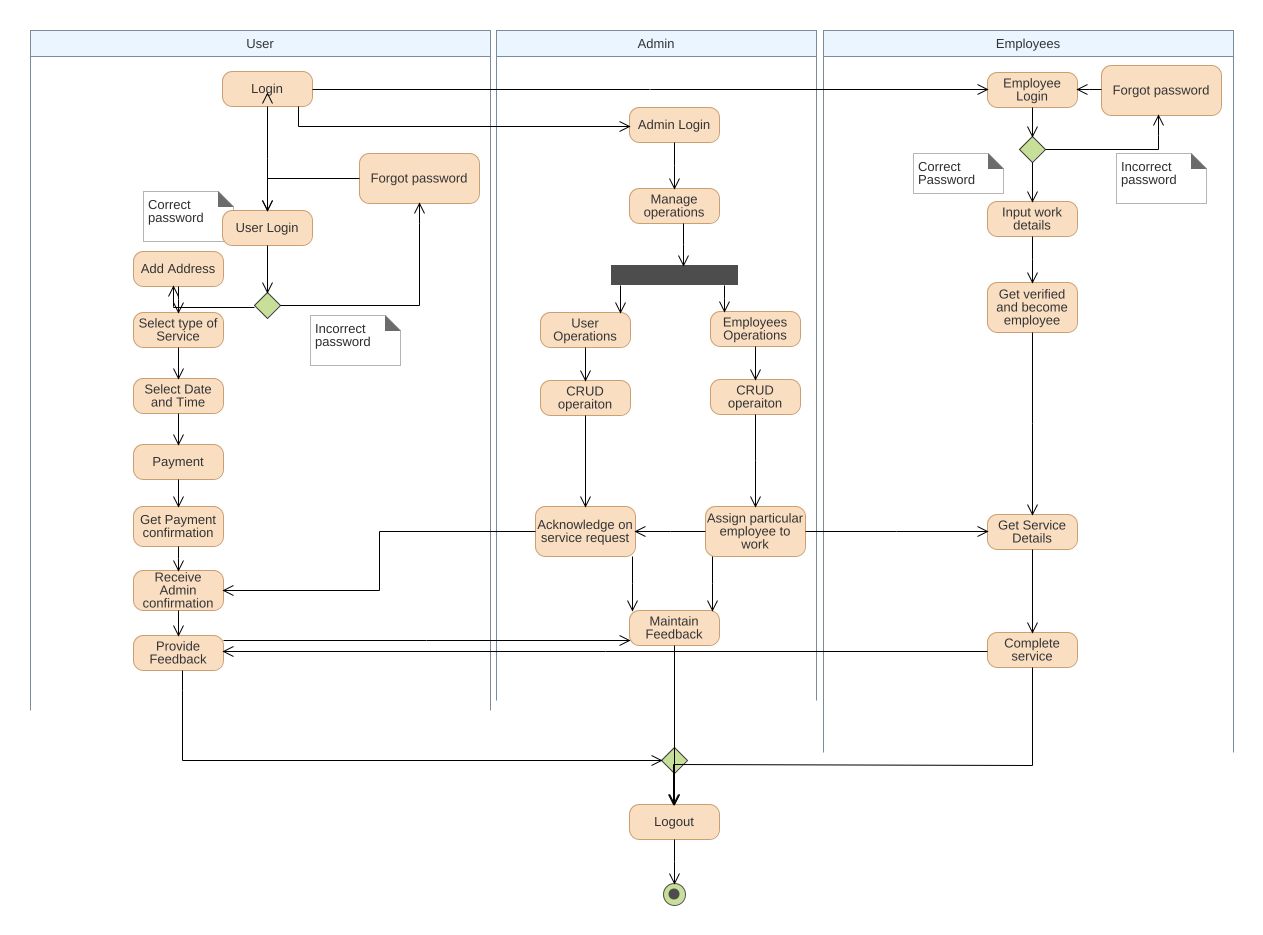 User
Admin
Employees
Login
Employee
Login
Forgot password
Admin Login
Correct
Password
Incorrect
password
Forgot password
Correct
password
User Login
Manage
operations
Input work
details
Add Address
Get verified
and become
employee
Select type of
Service
Incorrect
password
User
Operations
Employees
Operations
Select Date
and Time
CRUD
operaiton
CRUD
operaiton
Payment
Get Payment
confirmation
Acknowledge on
service request
Assign particular
employee to
work
Get Service
Details
Receive
Admin
confirmation
Maintain
Feedback
Provide
Feedback
Complete
service
Logout